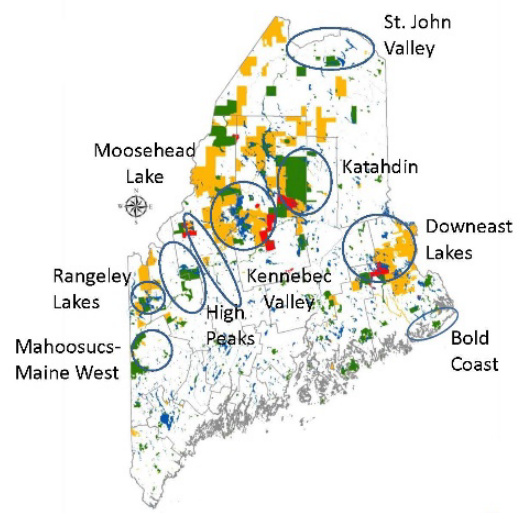 St. John
Valley
Moosehead
Lake
Katahdin
N
Downeast
Lakes
Rangeley
Lakes
Kennebec
Valley
High
Peaks
Mahoosucs-
Maine West
Bold
Coast